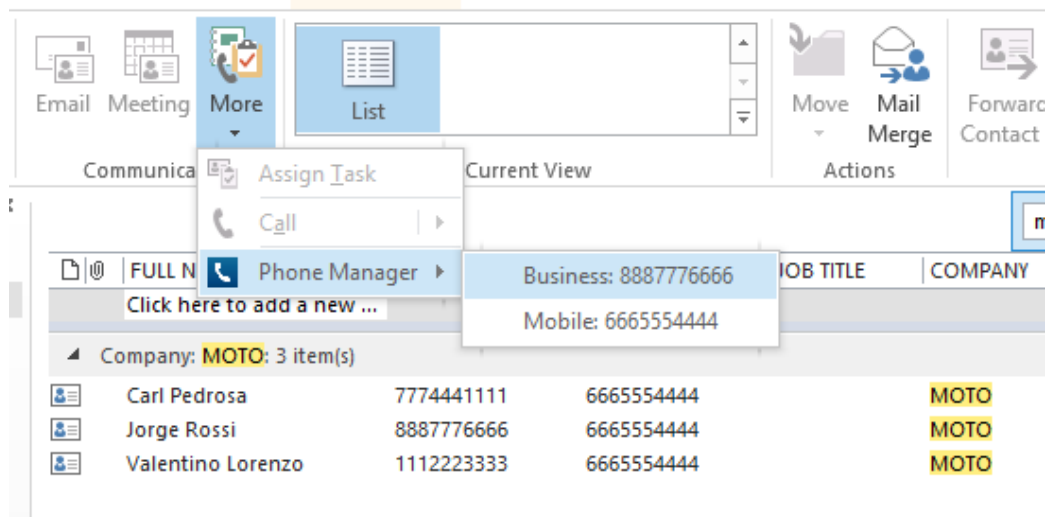 Email Meeting More List Move Mail Merge Forward Contact
Communica Current View Actions
Assign Task
Call
Phone Manager
Business: 8887776666
Mobile: 6665554444
FULL N JOB TITLE COMPANY
Click here to add a new ...
Company: MOTO: 3 item(s)
Carl Pedrosa 7774441111 6665554444 MOTO
Jorge Rossi 8887776666 6665554444 MOTO
Valentino Lorenzo 1112223333 6665554444 MOTO